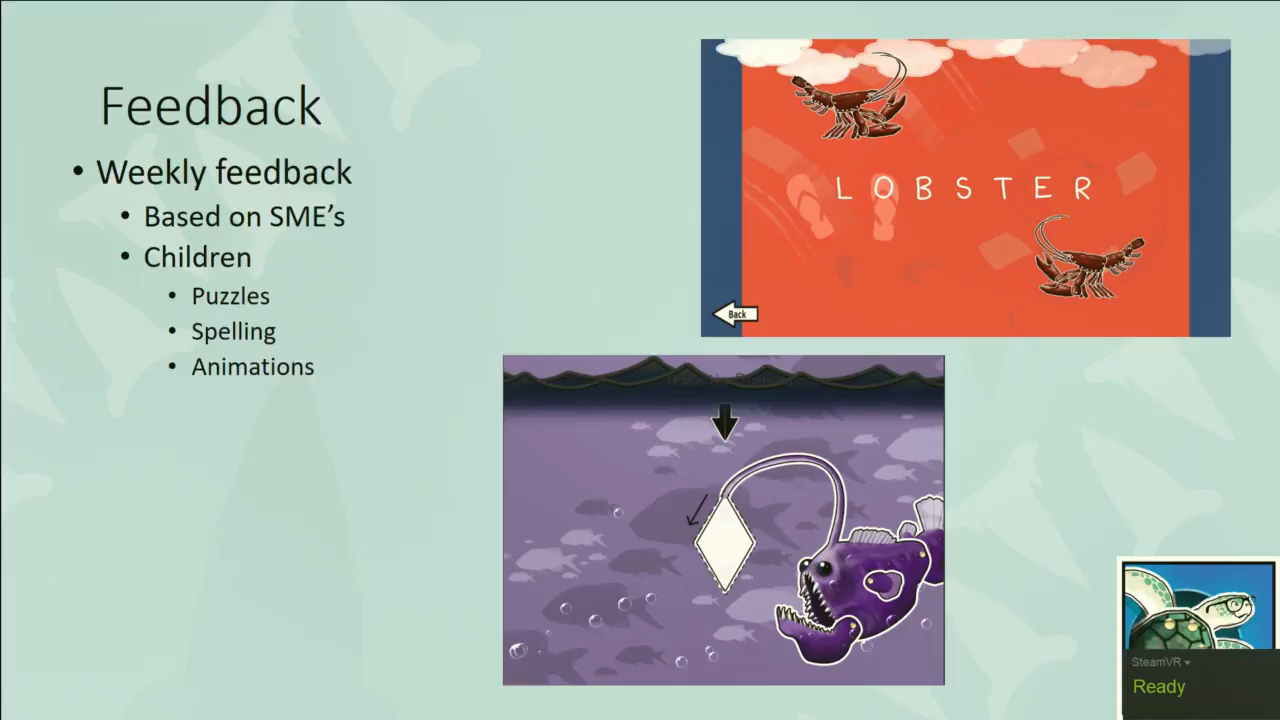 Feedback
• Weekly feedback
• Based on SME's
• Children
• Puzzles
• Spelling
• Animations
LOBSTER
Back
SteamVR
Ready